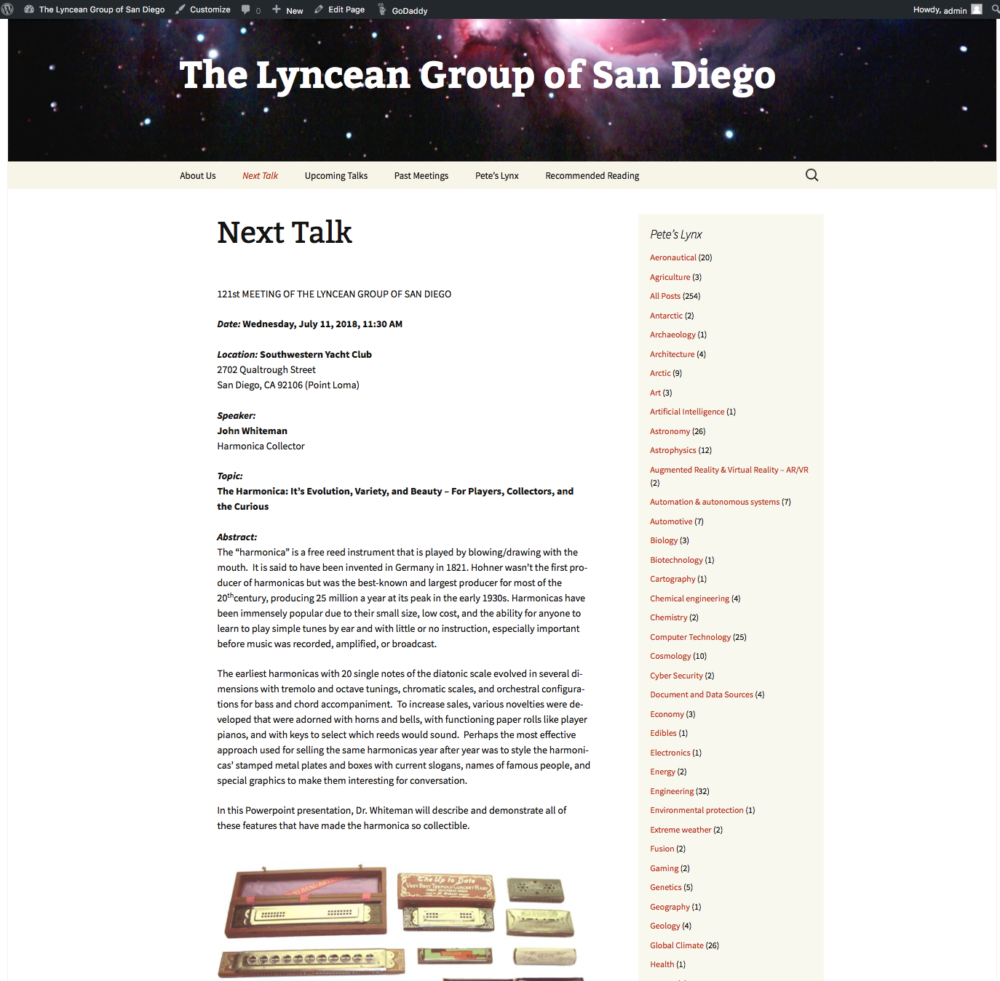 The Lyncean Group of San Diego Customize 0 New Edit Page GoDaddy Howdy, admin
The Lyncean Group of San Diego
About Us Next Talk Upcoming Talks Past Meetings Pete's Lynx Recommended Reading
Next Talk
121st MEETING OF THE LYNCEAN GROUP OF SAN DIEGO
Date: Wednesday, July 11, 2018, 11:30 AM
Location: Southwestern Yacht Club
2702 Qualtrough Street
San Diego, CA 92106 (Point Loma)
Speaker:
John Whiteman
Harmonica Collector
Topic:
The Harmonica: It's Evolution, Variety, and Beauty – For Players, Collectors, and
the Curious
Abstract:
The “harmonica” is a free reed instrument that is played by blowing/drawing with the
mouth.  It is said to have been invented in Germany in 1821. Hohner wasn't the first pro-
ducer of harmonicas but was the best-known and largest producer for most of the
20thcentury, producing 25 million a year at its peak in the early 1930s. Harmonicas have
been immensely popular due to their small size, low cost, and the ability for anyone to
learn to play simple tunes by ear and with little or no instruction, especially important
before music was recorded, amplified, or broadcast.
The earliest harmonicas with 20 single notes of the diatonic scale evolved in several di-
mensions with tremolo and octave tunings, chromatic scales, and orchestral configura-
tions for bass and chord accompaniment.  To increase sales, various novelties were de-
veloped that were adorned with horns and bells, with functioning paper rolls like player
pianos, and with keys to select which reeds would sound.  Perhaps the most effective
approach used for selling the same harmonicas year after year was to style the harmoni-
cas' stamped metal plates and boxes with current slogans, names of famous people, and
special graphics to make them interesting for conversation.
In this Powerpoint presentation, Dr. Whiteman will describe and demonstrate all of
these features that have made the harmonica so collectible.
The Up to Date
VERY BEST TREMOLO CONCERT HARP
Pete's Lynx
Aeronautical (20)
Agriculture (3)
All Posts (254)
Antarctic (2)
Archaeology (1)
Architecture (4)
Arctic (9)
Art (3)
Artificial Intelligence (1)
Astronomy (26)
Astrophysics (12)
Augmented Reality & Virtual Reality – AR/VR
(2)
Automation & autonomous systems (7)
Automotive (7)
Biology (3)
Biotechnology (1)
Cartography (1)
Chemical engineering (4)
Chemistry (2)
Computer Technology (25)
Cosmology (10)
Cyber Security (2)
Document and Data Sources (4)
Economy (3)
Edibles (1)
Electronics (1)
Energy (2)
Engineering (32)
Environmental protection (1)
Extreme weather (2)
Fusion (2)
Gaming (2)
Genetics (5)
Geography (1)
Geology (4)
Global Climate (26)
Health (1)